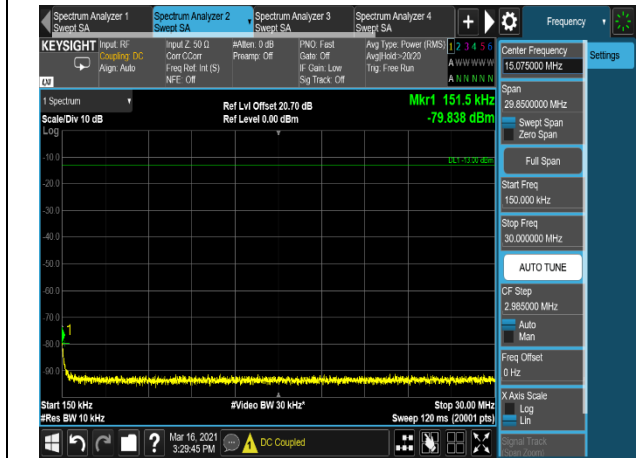 Spectrum Analyzer 1
Swept SA
Spectrum Analyzer 2
Swept SA
Spectrum Analyzer 3
Swept SA
Spectrum Analyzer 4
Swept SA
+
Frequency
KEYSIGHT
Input: RF
Coupling: DC
Align: Auto
Input Z: 50 Ω
Corr CCorr
Freq Ref: Int (S)
NFE: Off
#Atten: 0 dB
Preamp: Off
PNO: Fast
Gate: Off
IF Gain: Low
Sig Track: Off
Avg Type: Power (RMS)
Avg|Hold:>20/20
Trig: Free Run
1 2 3 4 5 6
A W W W W W
A N N N N N
LXI
1 Spectrum
Scale/Div 10 dB
Log
Ref Lvl Offset 20.70 dB
Ref Level 0.00 dBm
Mkr1 151.5 kHz
-79.838 dBm
DL1 -13.00 dBm
-10.0
-20.0
-30.0
-40.0
-50.0
-60.0
-70.0
-80.0
-90.0
1
Start 150 kHz
#Res BW 10 kHz
#Video BW 30 kHz*
Stop 30.00 MHz
Sweep 120 ms (20001 pts)
Center Frequency
15.075000 MHz
Settings
Span
29.8500000 MHz
Swept Span
Zero Span
Full Span
Start Freq
150.000 kHz
Stop Freq
30.000000 MHz
AUTO TUNE
CF Step
2.985000 MHz
Auto
Man
Freq Offset
0 Hz
X Axis Scale
Log
Lin
Signal Track
(Span Zoom)
?
Mar 16, 2021
3:29:45 PM
DC Coupled